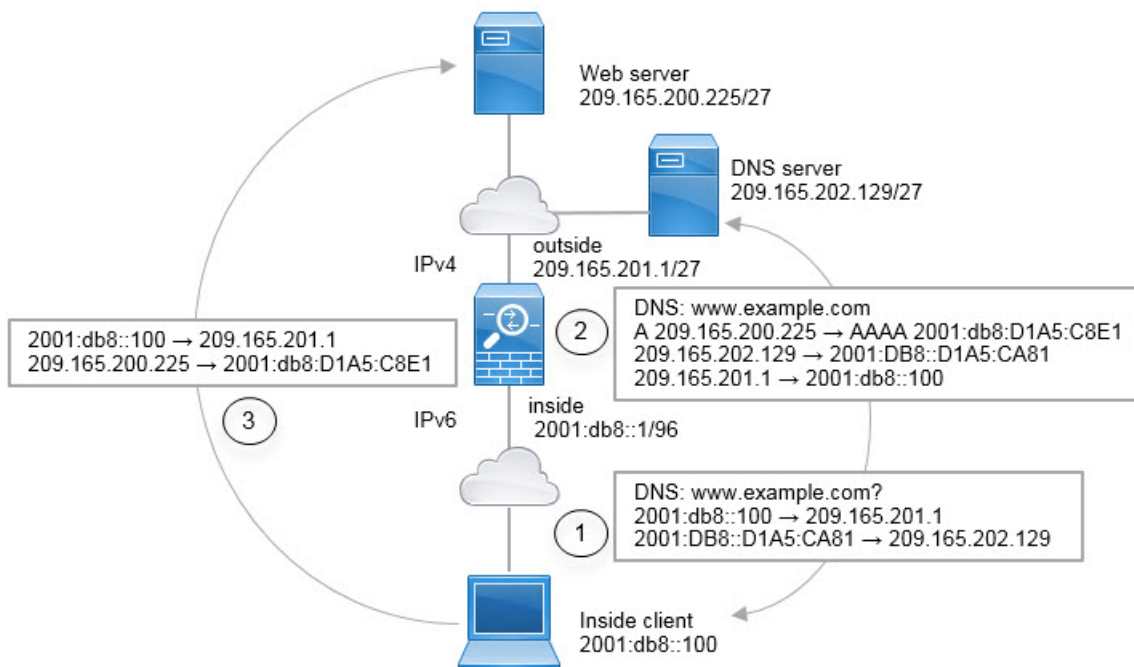 Web server
209.165.200.225/27
DNS server
209.165.202.129/27
outside
209.165.201.1/27
IPv4
2
DNS: www.example.com
A 209.165.200.225 → AAAA 2001:db8:D1A5:C8E1
209.165.202.129 → 2001:DB8::D1A5:CA81
209.165.201.1 → 2001:db8::100
2001:db8::100 → 209.165.201.1
209.165.200.225 → 2001:db8:D1A5:C8E1
3
IPv6
inside
2001:db8::1/96
1
DNS: www.example.com?
2001:db8::100 → 209.165.201.1
2001:DB8::D1A5:CA81 → 209.165.202.129
Inside client
2001:db8::100